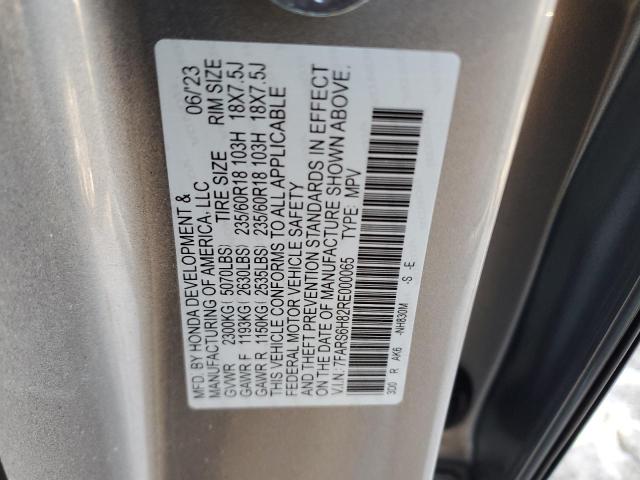 MFD. BY HONDA DEVELOPMENT & 06/'23
MANUFACTURING OF AMERICA, LLC
GVWR 2300KG( 5070LBS) TIRE SIZE RIM SIZE
GAWR F 1193KG( 2630LBS) 235/60R18 103H 18X7.5J
GAWR R 1150KG( 2535LBS) 235/60R18 103H 18X7.5J
THIS VEHICLE CONFORMS TO ALL APPLICABLE
FEDERAL MOTOR VEHICLE SAFETY
AND THEFT PREVENTION STANDARDS IN EFFECT
ON THE DATE OF MANUFACTURE SHOWN ABOVE.
V.I.N.: 7FARS6H82RE000065 TYPE: MPV
3D0 R AK6 -NH830M -S -E